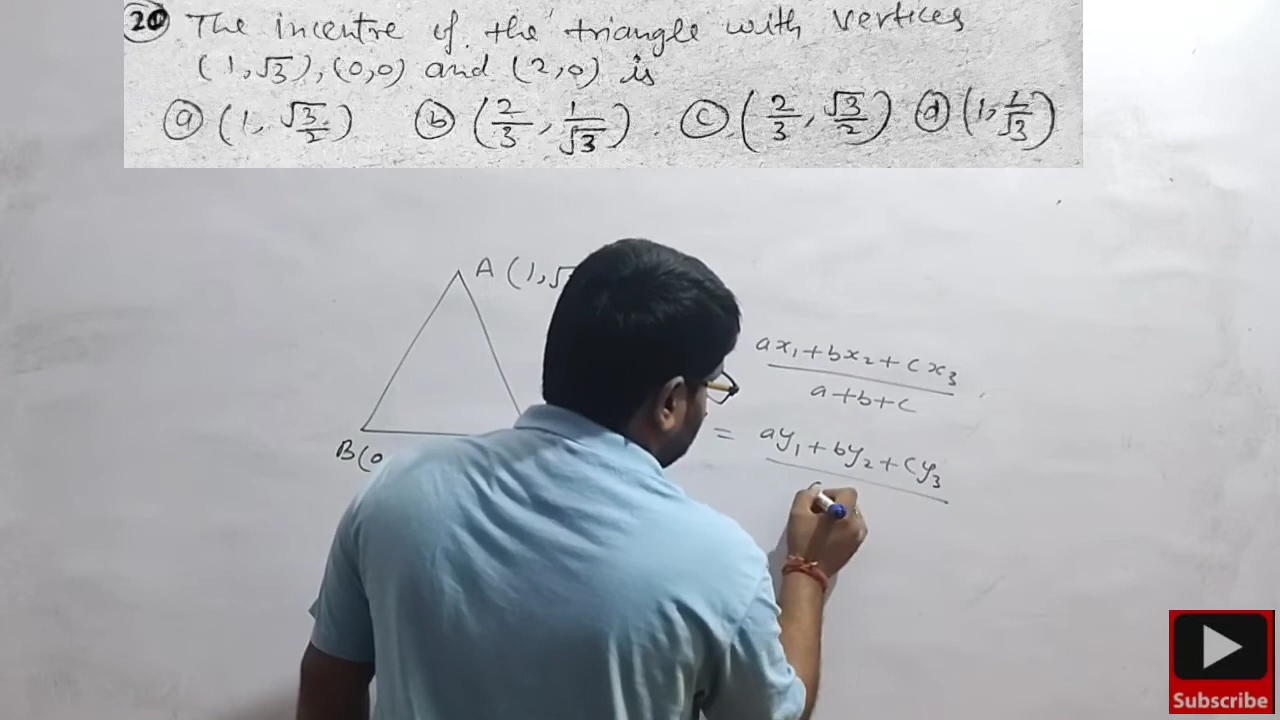 20 The incentre of the triangle with vertices
(1,√3), (0,0) and (2,0) is
(a) (1, √3/2) (b) (2/3, 1/√3) (c) (2/3, √3/2) (d) (1, 1/√3)
A (1,√
ax₁+bx₂+cx₃
a+b+c
= ay₁+by₂+cy₃
B(0
Subscribe